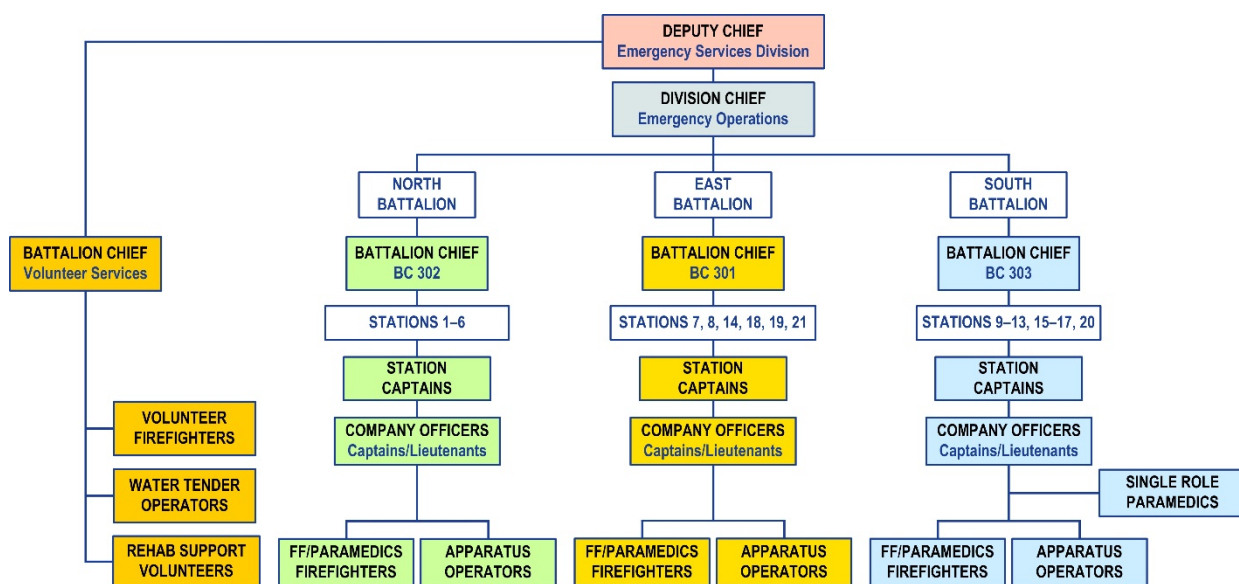 DEPUTY CHIEF
Emergency Services Division
DIVISION CHIEF
Emergency Operations
NORTH
BATTALION
EAST
BATTALION
SOUTH
BATTALION
BATTALION CHIEF
Volunteer Services
BATTALION CHIEF
BC 302
BATTALION CHIEF
BC 301
BATTALION CHIEF
BC 303
STATIONS 1–6
STATIONS 7, 8, 14, 18, 19, 21
STATIONS 9–13, 15–17, 20
STATION
CAPTAINS
STATION
CAPTAINS
STATION
CAPTAINS
VOLUNTEER
FIREFIGHTERS
COMPANY OFFICERS
Captains/Lieutenants
COMPANY OFFICERS
Captains/Lieutenants
COMPANY OFFICERS
Captains/Lieutenants
WATER TENDER
OPERATORS
SINGLE ROLE
PARAMEDICS
REHAB SUPPORT
VOLUNTEERS
FF/PARAMEDICS
FIREFIGHTERS
APPARATUS
OPERATORS
FF/PARAMEDICS
FIREFIGHTERS
APPARATUS
OPERATORS
FF/PARAMEDICS
FIREFIGHTERS
APPARATUS
OPERATORS